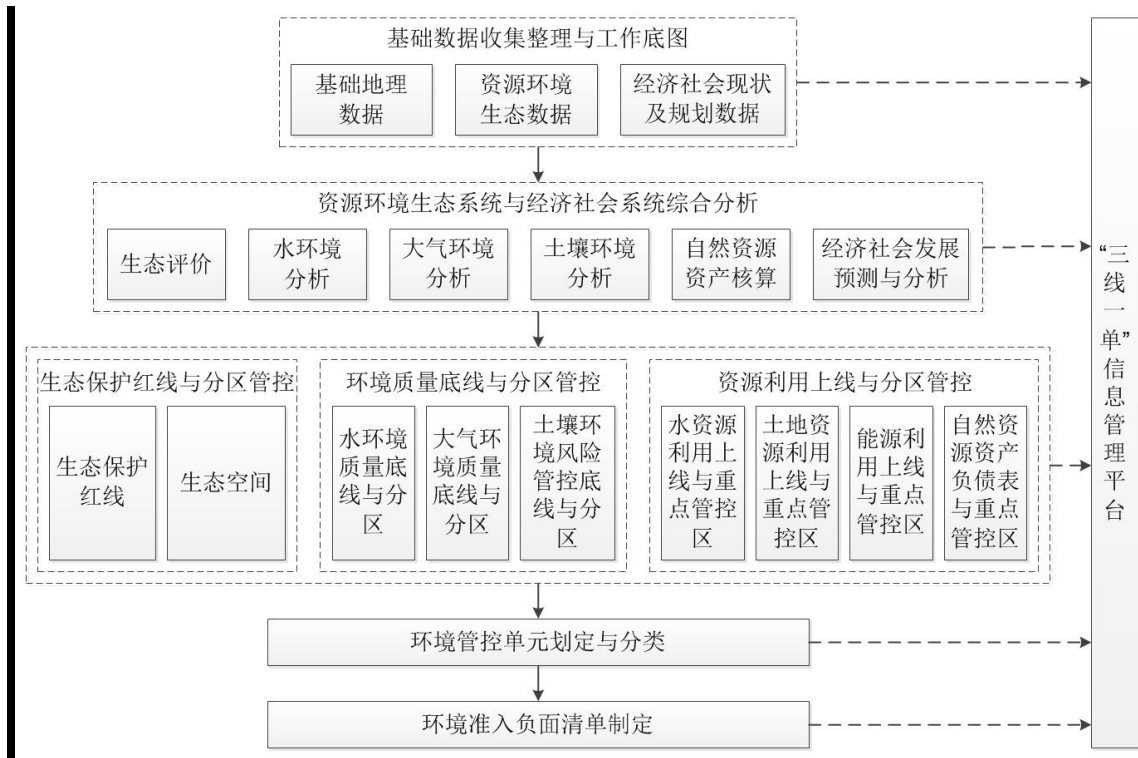 基础数据收集整理与工作底图
基础地理
数据
资源环境
生态数据
经济社会现状
及规划数据
资源环境生态系统与经济社会系统综合分析
生态评价
水环境
分析
大气环境
分析
土壤环境
分析
自然资源
资产核算
经济社会发展
预测与分析
生态保护红线与分区管控
生态保护
红线
生态空间
环境质量底线与分区管控
水环境
质量底
线与分
区
大气环
境质量
底线与
分区
土壤环
境风险
管控底
线与分
区
资源利用上线与分区管控
水资源
利用上
线与重
点管控
区
土地资
源利用
上线与
重点管
控区
能源利
用上线
与重点
管控区
自然资
源资产
负债表
与重点
管控区
环境管控单元划定与分类
环境准入负面清单制定
“三
线
一
单”
信
息
管
理
平
台